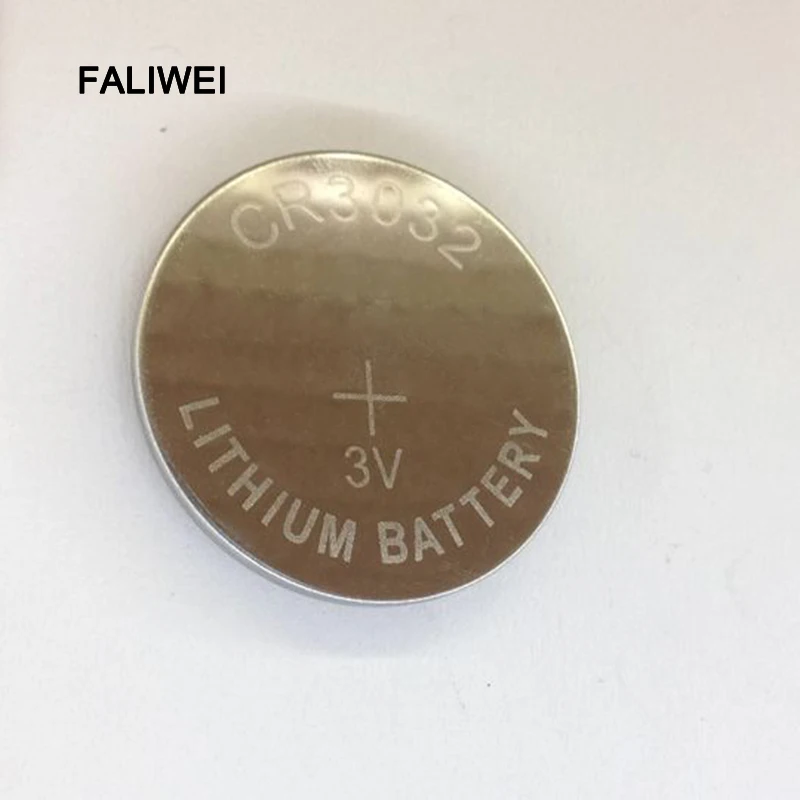 FALIWEI
CR3032
+
3V
LITHIUM BATTERY